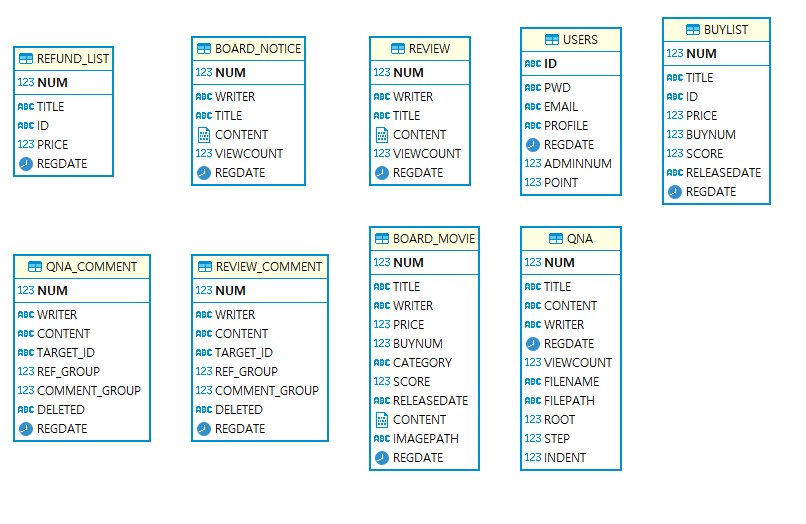 REFUND_LIST
123 NUM
ABC TITLE
ABC ID
123 PRICE
REGDATE
BOARD_NOTICE
123 NUM
ABC WRITER
ABC TITLE
CONTENT
123 VIEWCOUNT
REGDATE
REVIEW
123 NUM
ABC WRITER
ABC TITLE
CONTENT
123 VIEWCOUNT
REGDATE
USERS
ABC ID
ABC PWD
ABC EMAIL
ABC PROFILE
REGDATE
123 ADMINNUM
123 POINT
BUYLIST
123 NUM
ABC TITLE
ABC ID
123 PRICE
123 BUYNUM
123 SCORE
ABC RELEASEDATE
REGDATE
QNA_COMMENT
123 NUM
ABC WRITER
ABC CONTENT
ABC TARGET_ID
123 REF_GROUP
123 COMMENT_GROUP
ABC DELETED
REGDATE
REVIEW_COMMENT
123 NUM
ABC WRITER
ABC CONTENT
ABC TARGET_ID
123 REF_GROUP
123 COMMENT_GROUP
ABC DELETED
REGDATE
BOARD_MOVIE
123 NUM
ABC TITLE
ABC WRITER
123 PRICE
123 BUYNUM
ABC CATEGORY
123 SCORE
ABC RELEASEDATE
CONTENT
ABC IMAGEPATH
REGDATE
QNA
123 NUM
ABC TITLE
ABC CONTENT
ABC WRITER
REGDATE
123 VIEWCOUNT
ABC FILENAME
ABC FILEPATH
123 ROOT
123 STEP
123 INDENT